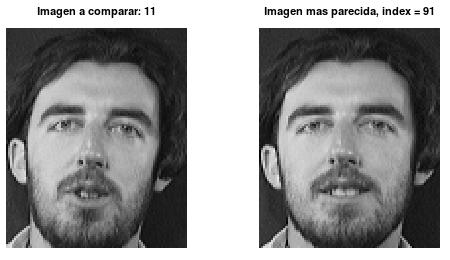 Imagen a comparar: 11
Imagen mas parecida, index = 91